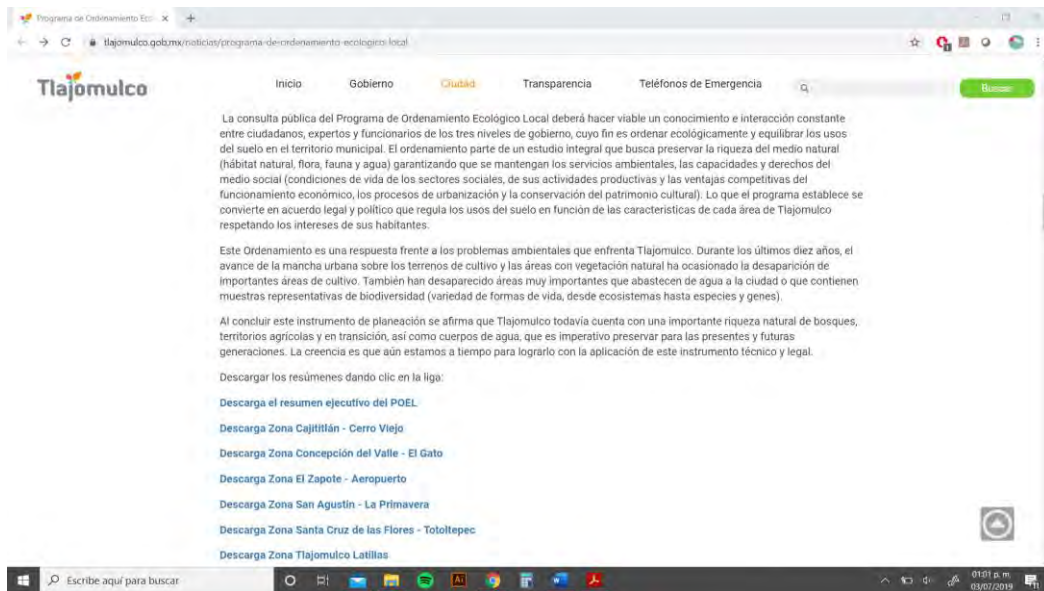 Programa de Ordenamiento Eco
tlajomulco.gob.mx/noticias/programa-de-ordenamiento-ecologico-local
Tlajomulco
Inicio Gobierno Ciudad Transparencia Teléfonos de Emergencia Buscar
La consulta pública del Programa de Ordenamiento Ecológico Local deberá hacer viable un conocimiento e interacción constante
entre ciudadanos, expertos y funcionarios de los tres niveles de gobierno, cuyo fin es ordenar ecológicamente y equilibrar los usos
del suelo en el territorio municipal. El ordenamiento parte de un estudio integral que busca preservar la riqueza del medio natural
(hábitat natural, flora, fauna y agua) garantizando que se mantengan los servicios ambientales, las capacidades y derechos del
medio social (condiciones de vida de los sectores sociales, de sus actividades productivas y las ventajas competitivas del
funcionamiento económico, los procesos de urbanización y la conservación del patrimonio cultural). Lo que el programa establece se
convierte en acuerdo legal y político que regula los usos del suelo en función de las características de cada área de Tlajomulco
respetando los intereses de sus habitantes.
Este Ordenamiento es una respuesta frente a los problemas ambientales que enfrenta Tlajomulco. Durante los últimos diez años, el
avance de la mancha urbana sobre los terrenos de cultivo y las áreas con vegetación natural ha ocasionado la desaparición de
importantes áreas de cultivo. También han desaparecido áreas muy importantes que abastecen de agua a la ciudad o que contienen
muestras representativas de biodiversidad (variedad de formas de vida, desde ecosistemas hasta especies y genes).
Al concluir este instrumento de planeación se afirma que Tlajomulco todavía cuenta con una importante riqueza natural de bosques,
territorios agrícolas y en transición, así como cuerpos de agua, que es imperativo preservar para las presentes y futuras
generaciones. La creencia es que aún estamos a tiempo para lograrlo con la aplicación de este instrumento técnico y legal.
Descargar los resúmenes dando clic en la liga:
Descarga el resumen ejecutivo del POEL
Descarga Zona Cajititlán - Cerro Viejo
Descarga Zona Concepción del Valle - El Gato
Descarga Zona El Zapote - Aeropuerto
Descarga Zona San Agustín - La Primavera
Descarga Zona Santa Cruz de las Flores - Totoltepec
Descarga Zona Tlajomulco Latillas
Escribe aquí para buscar
01:01 p. m.
03/07/2019